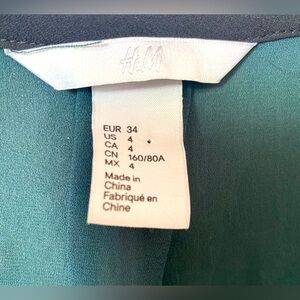 H&M
EUR 34
US 4
CA 4
CN 160/80A
MX 4
Made in
China
Fabriqué en
Chine